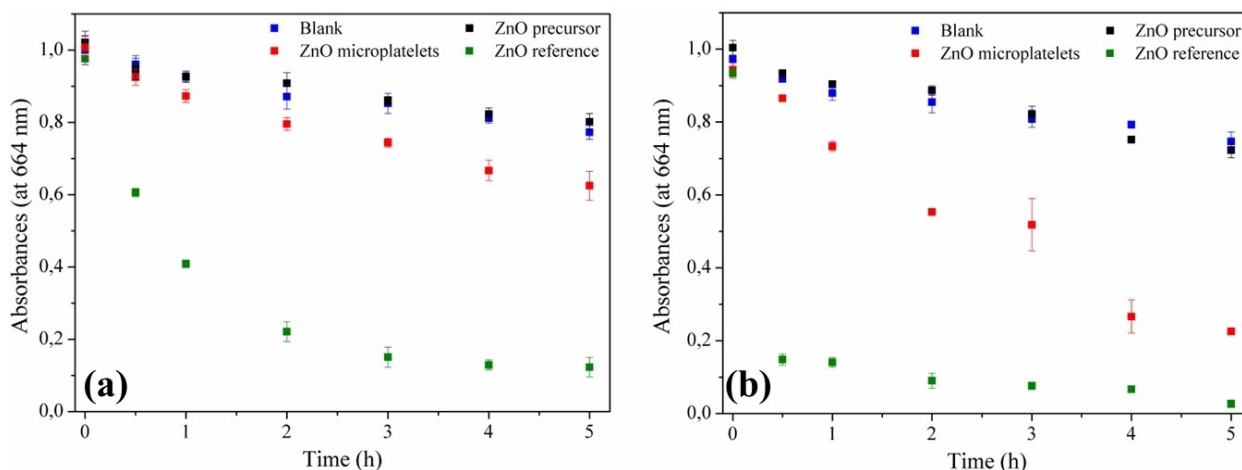 Blank
ZnO precursor
ZnO microplatelets
ZnO reference
1,0
0,8
0,6
0,4
0,2
0,0
Absorbances (at 664 nm)
(a)
0 1 2 3 4 5
Time (h)
Blank
ZnO precursor
ZnO microplatelets
ZnO reference
1,0
0,8
0,6
0,4
0,2
0,0
Absorbances (at 664 nm)
(b)
0 1 2 3 4 5
Time (h)